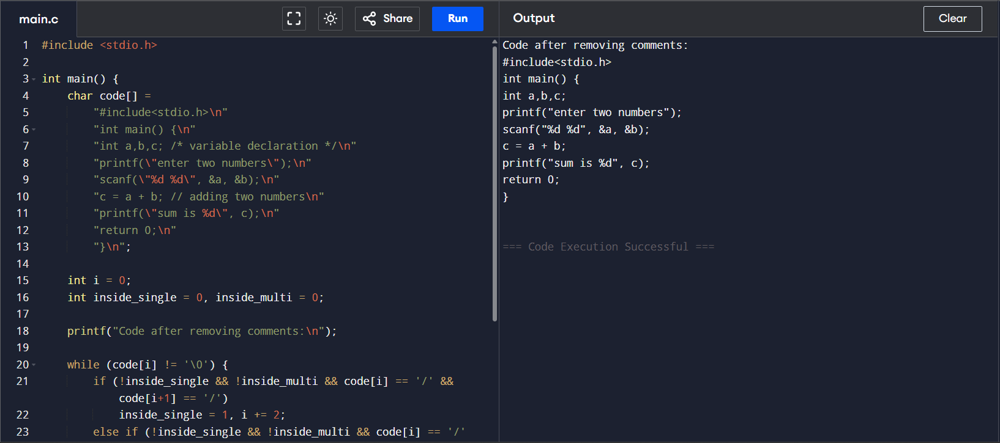 main.c
Share
Run
Output
Clear
1 #include <stdio.h>
2
3 int main() {
4 char code[] =
5 "#include<stdio.h>\n"
6 "int main() {\n"
7 "int a,b,c; /* variable declaration */\n"
8 "printf(\"enter two numbers\");\n"
9 "scanf(\"%d %d\", &a, &b);\n"
10 "c = a + b; // adding two numbers\n"
11 "printf(\"sum is %d\", c);\n"
12 "return 0;\n"
13 "}\n";
14
15 int i = 0;
16 int inside_single = 0, inside_multi = 0;
17
18 printf("Code after removing comments:\n");
19
20 while (code[i] != '\0') {
21 if (!inside_single && !inside_multi && code[i] == '/' &&
code[i+1] == '/')
22 inside_single = 1, i += 2;
23 else if (!inside_single && !inside_multi && code[i] == '/'
Code after removing comments:
#include<stdio.h>
int main() {
int a,b,c;
printf("enter two numbers");
scanf("%d %d", &a, &b);
c = a + b;
printf("sum is %d", c);
return 0;
}
=== Code Execution Successful ===